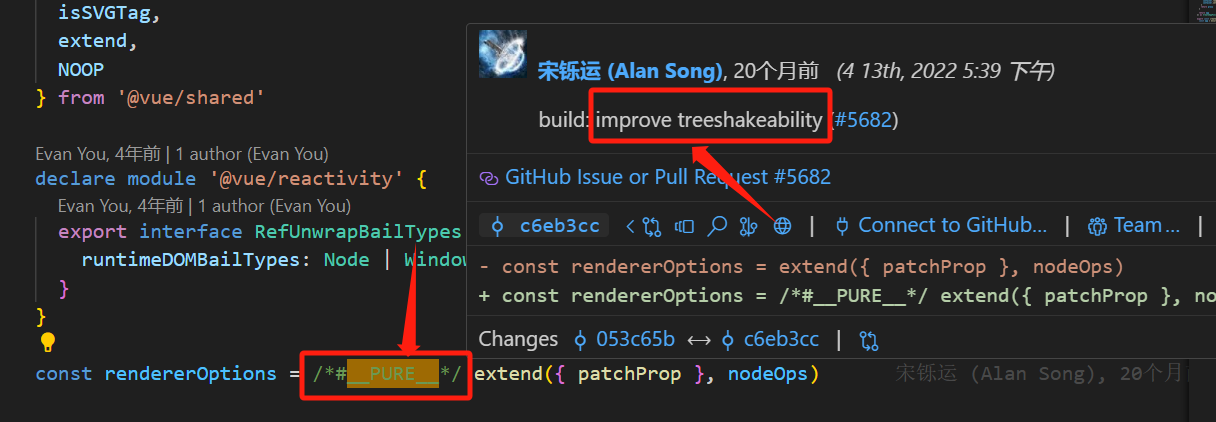 isSVGTag,
extend,
NOOP
} from '@vue/shared'
Evan You, 4年前 | 1 author (Evan You)
declare module '@vue/reactivity' {
Evan You, 4年前 | 1 author (Evan You)
export interface RefUnwrapBailTypes
runtimeDOMBailTypes: Node | Window
}
}
const rendererOptions = /*#__PURE__*/ extend({ patchProp }, nodeOps)
宋铄运 (Alan Song), 20个月
宋铄运 (Alan Song), 20个月前 (4 13th, 2022 5:39 下午)
build: improve treeshakeability (#5682)
GitHub Issue or Pull Request #5682
c6eb3cc | Connect to GitHub... | Team... |
- const rendererOptions = extend({ patchProp }, nodeOps)
+ const rendererOptions = /*#__PURE__*/ extend({ patchProp }, no
Changes 053c65b ↔ c6eb3cc |